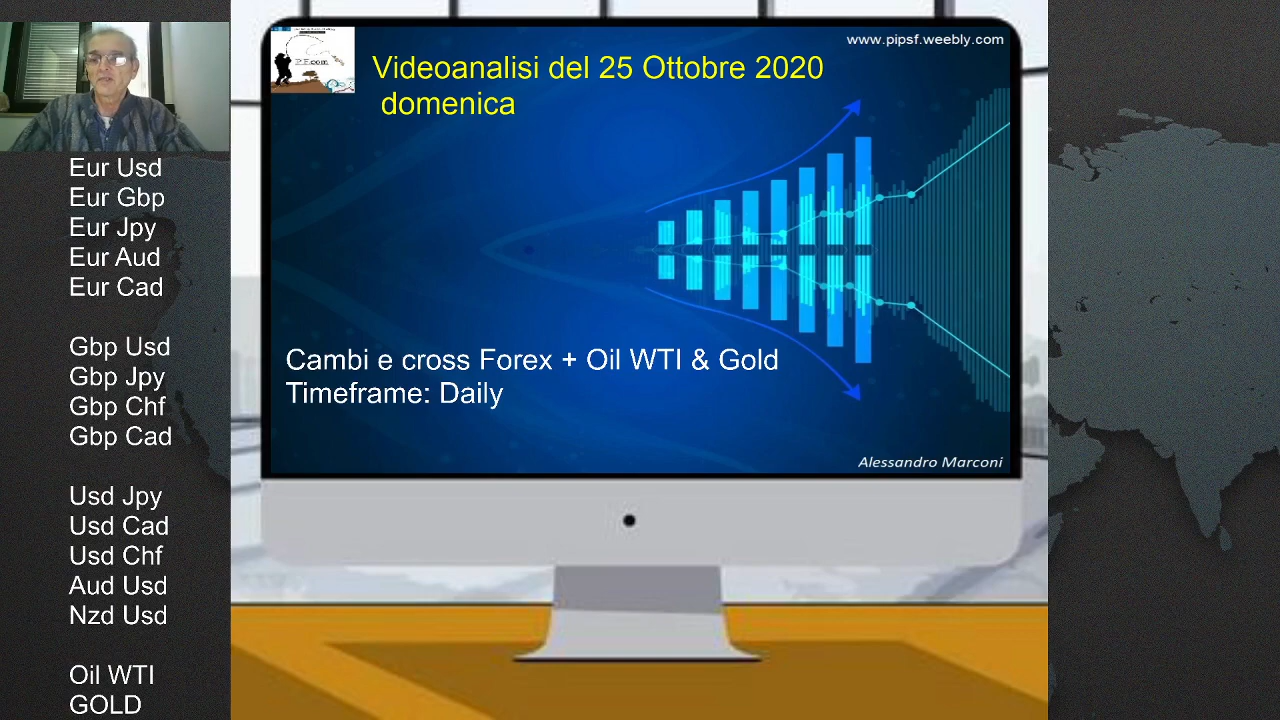 www.pipsf.weebly.com
Videoanalisi del 25 Ottobre 2020
domenica
Cambi e cross Forex + Oil WTI & Gold
Timeframe: Daily
Alessandro Marconi
Eur Usd
Eur Gbp
Eur Jpy
Eur Aud
Eur Cad
Gbp Usd
Gbp Jpy
Gbp Chf
Gbp Cad
Usd Jpy
Usd Cad
Usd Chf
Aud Usd
Nzd Usd
Oil WTI
GOLD